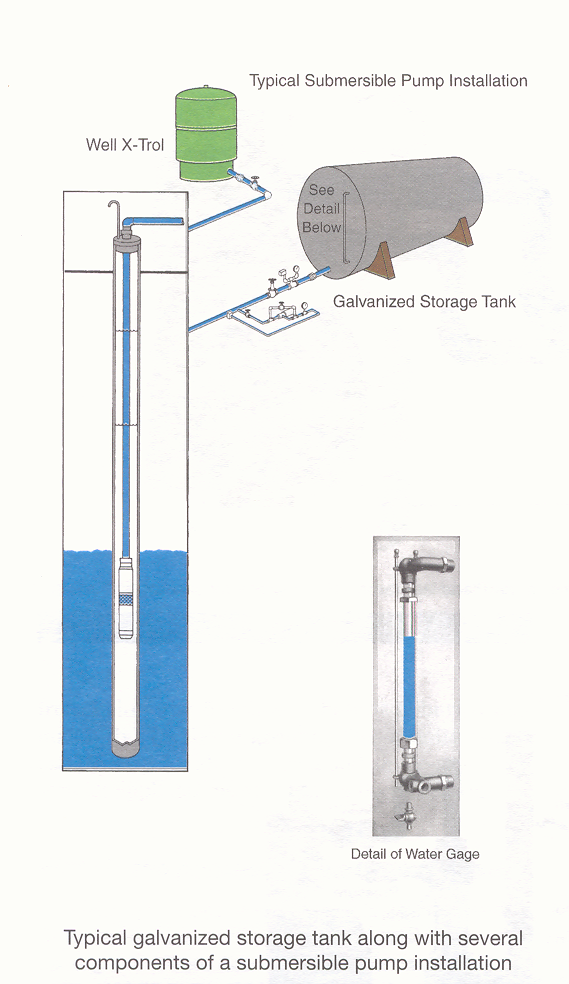 Typical Submersible Pump Installation
Well X-Trol
See
Detail
Below
Galvanized Storage Tank
Detail of Water Gage
Typical galvanized storage tank along with several
components of a submersible pump installation